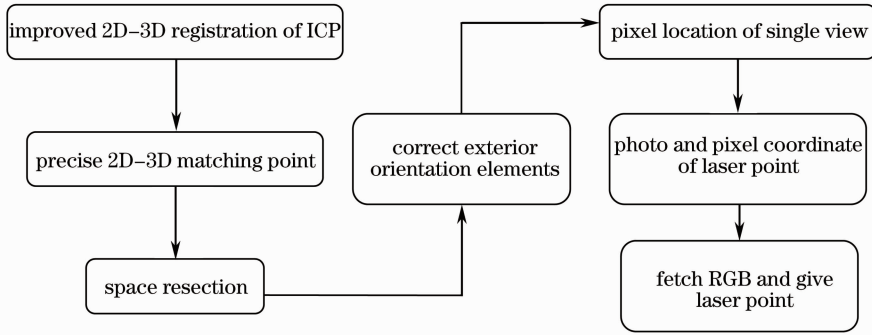 improved 2D–3D registration of ICP
precise 2D–3D matching point
space resection
correct exterior
orientation elements
pixel location of single view
photo and pixel coordinate
of laser point
fetch RGB and give
laser point